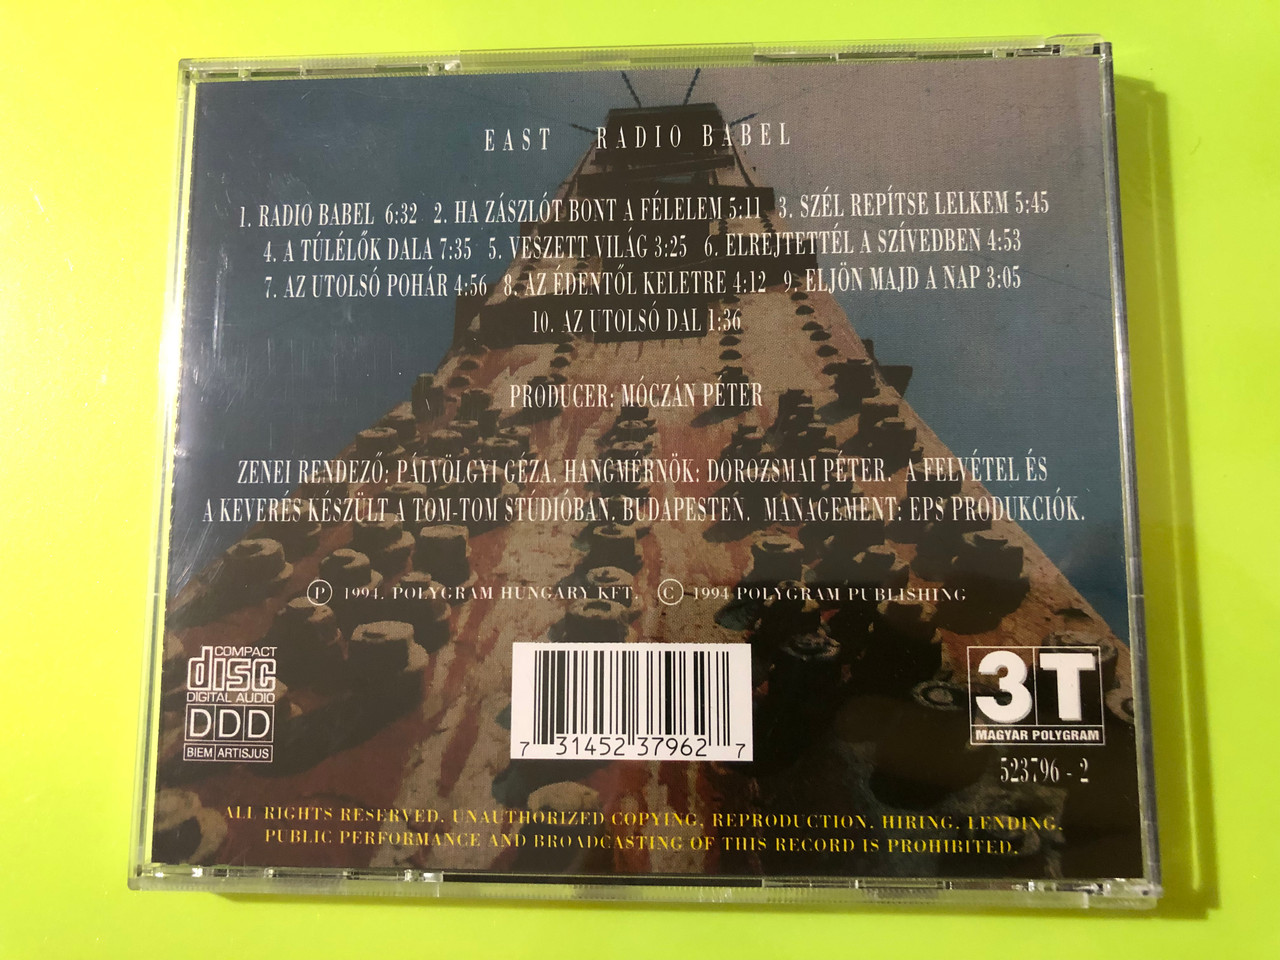 EAST RADIO BABEL
1. RADIO BABEL 6:32 2. HA ZÁSZLÓT BONT A FÉLELEM 5:11 3. SZÉL REPÍTSE LELKEM 5:45
4. A TÚLÉLŐK DALA 7:35 5. VESZETT VILÁG 3:25 6. ELREJTETTÉL A SZÍVEDBEN 4:53
7. AZ UTOLSÓ POHÁR 4:56 8. AZ ÉDENTŐL KELETRE 4:12 9. ELJÖN MAJD A NAP 3:05
10. AZ UTOLSÓ DAL 1:36
PRODUCER: MÓCZÁN PÉTER
ZENEI RENDEZŐ: PÁLVÖLGYI GÉZA. HANGMÉRNÖK: DOROZSMAI PÉTER. A FELVÉTEL ÉS
A KEVERÉS KÉSZÜLT A TOM-TOM STÚDIÓBAN, BUDAPESTEN. MANAGEMENT: EPS PRODUKCIÓK.
Ⓟ 1994. POLYGRAM HUNGARY KFT. © 1994 POLYGRAM PUBLISHING
COMPACT
disc
DIGITAL AUDIO
DDD
BIEM ARTISJUS
7 31452 37962 7
3T
MAGYAR POLYGRAM
523796 - 2
ALL RIGHTS RESERVED. UNAUTHORIZED COPYING, REPRODUCTION, HIRING, LENDING,
PUBLIC PERFORMANCE AND BROADCASTING OF THIS RECORD IS PROHIBITED.